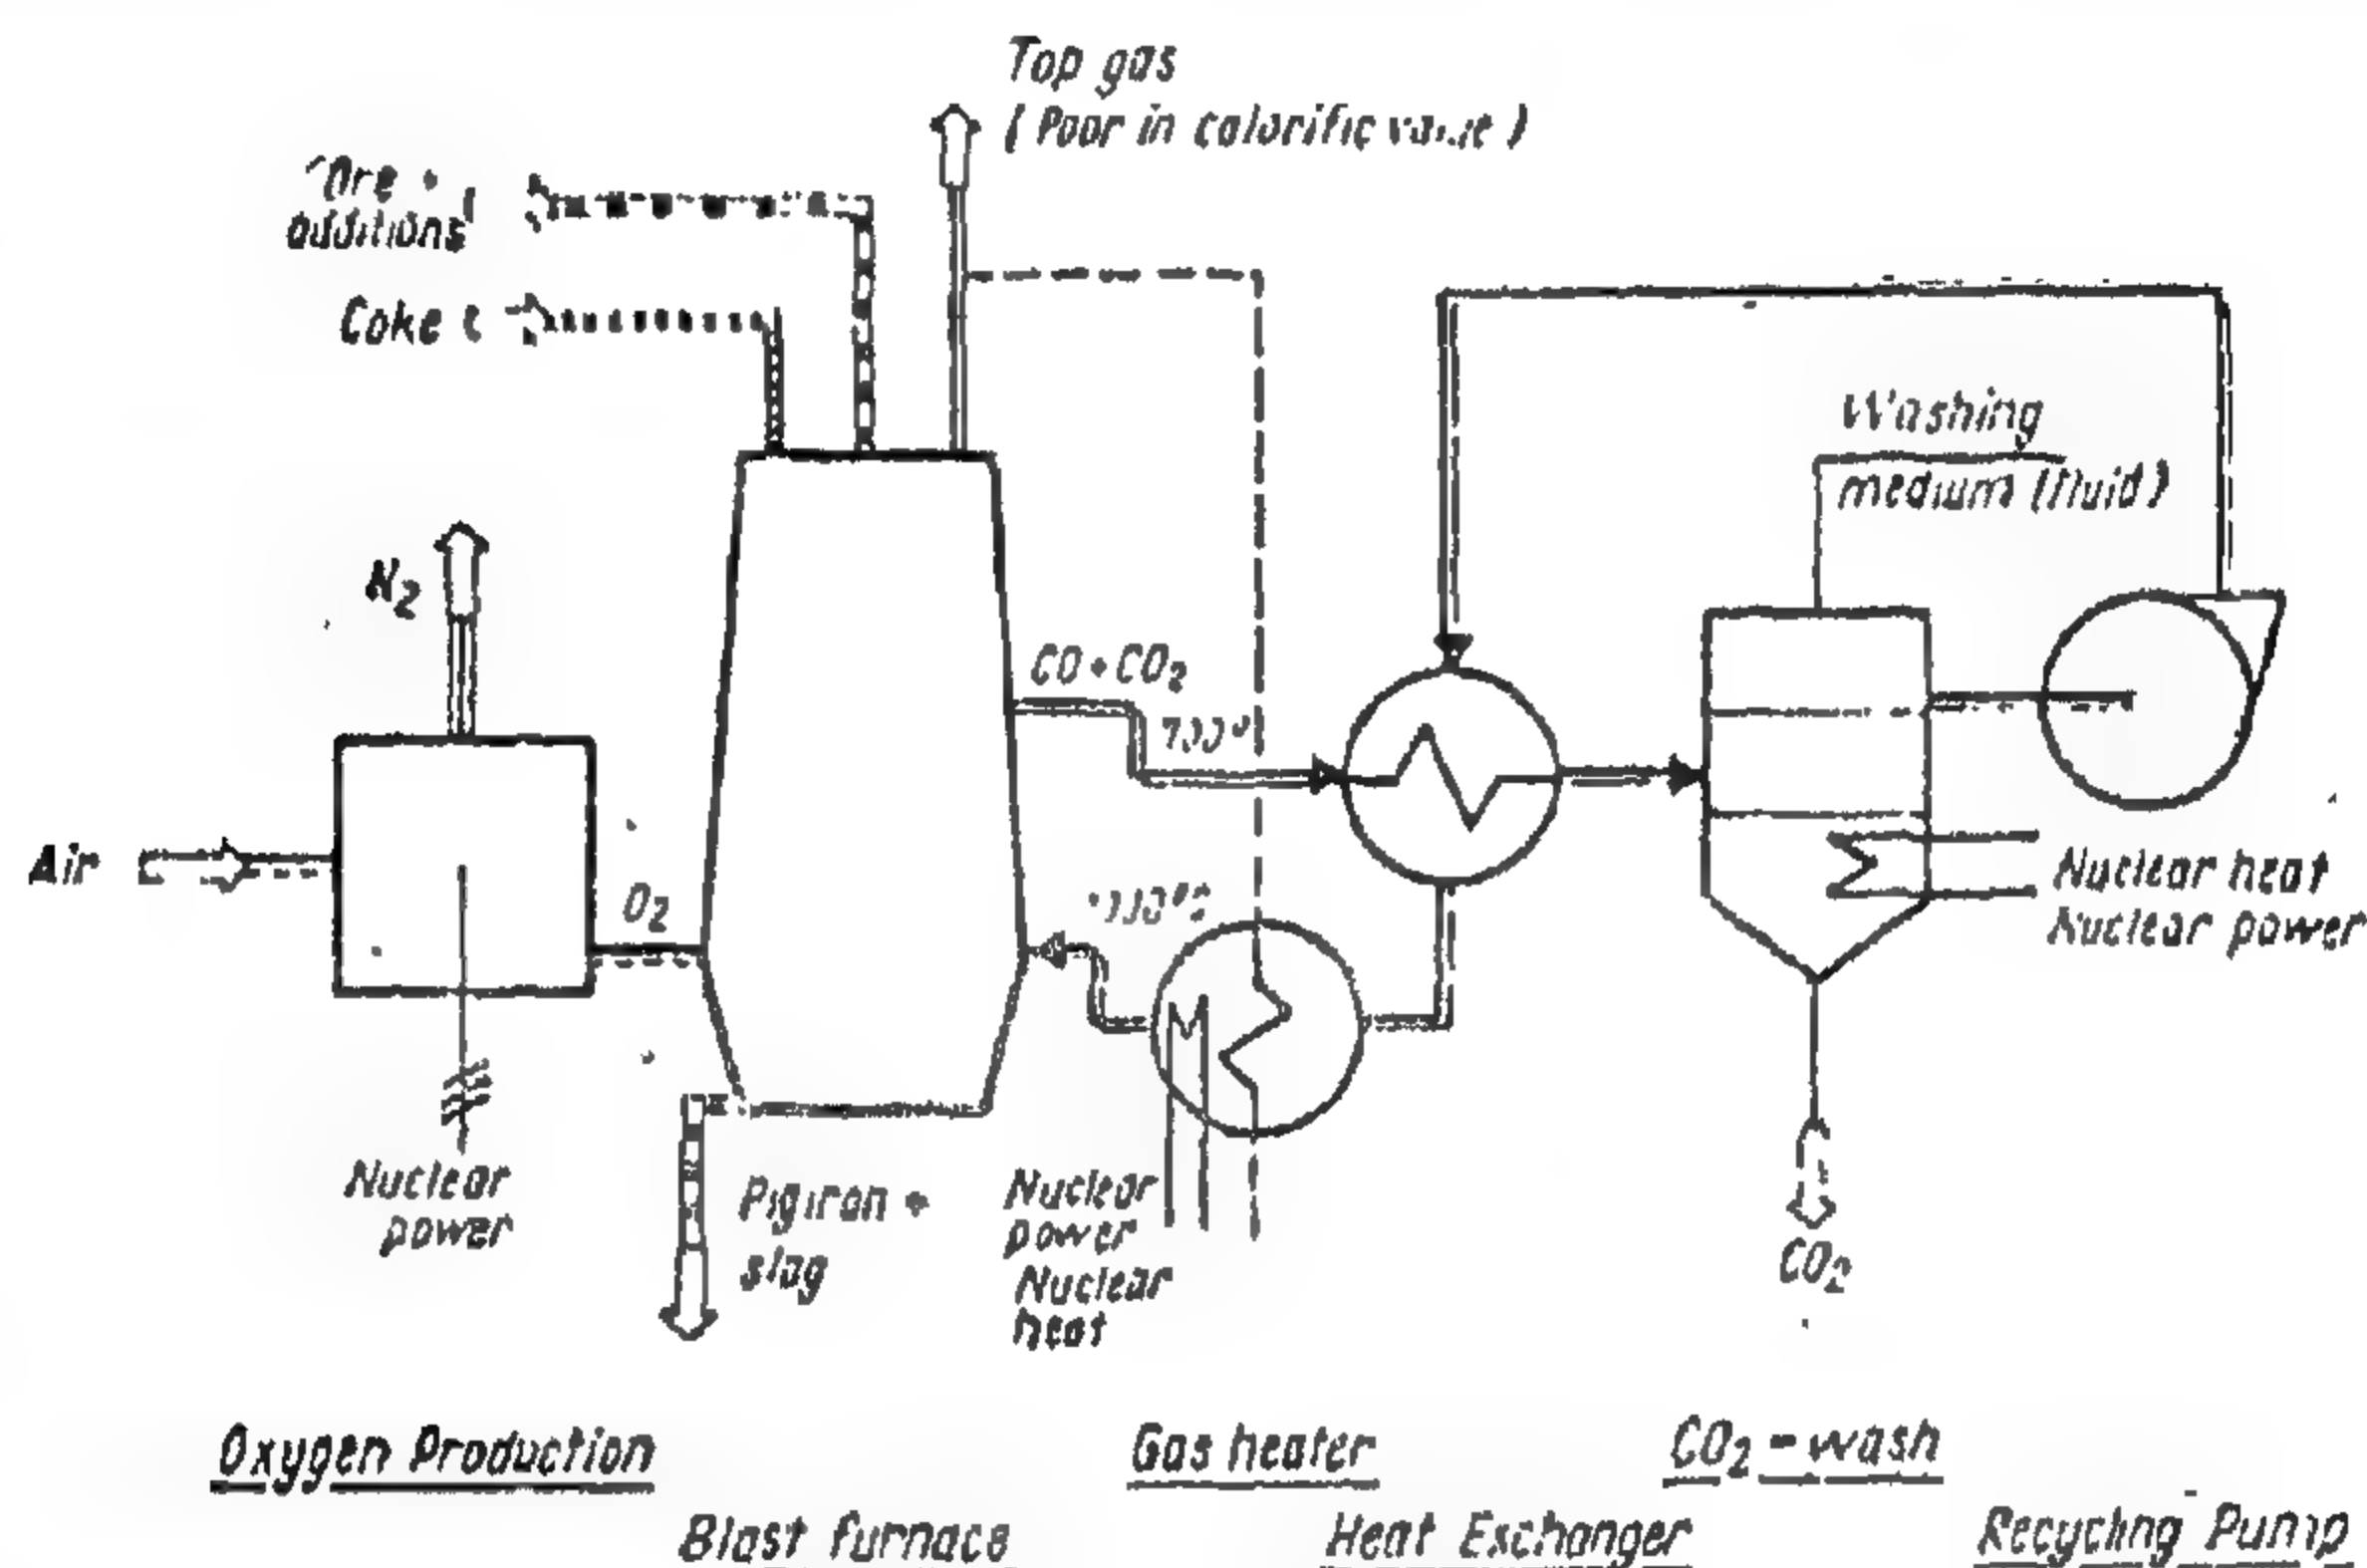 Top gas
(Poor in calorific value)
Ore +
additions
Coke
Washing
medium (fluid)
N2
CO + CO2
Air
O2
Nuclear heat
Nuclear power
Nuclear
power
Pig iron +
slag
Nuclear
power
Nuclear
heat
CO2
Oxygen Production
Gas heater
CO2 - wash
Blast furnace
Heat Exchanger
Recycling Pump